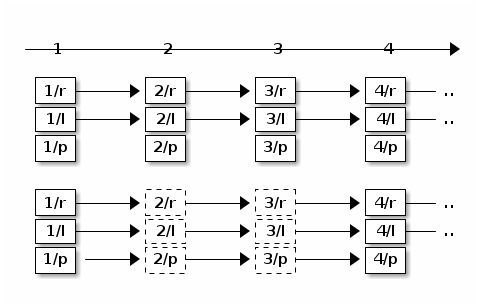 1 2 3 4
1/r 2/r 3/r 4/r ..
1/l 2/l 3/l 4/l ..
1/p 2/p 3/p 4/p
1/r 2/r 3/r 4/r ..
1/l 2/l 3/l 4/l ..
1/p 2/p 3/p 4/p